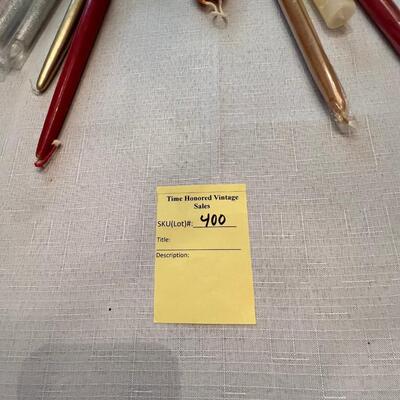 Time Honored Vintage
Sales
SKU(Lot)#: 400
Title:
Description: